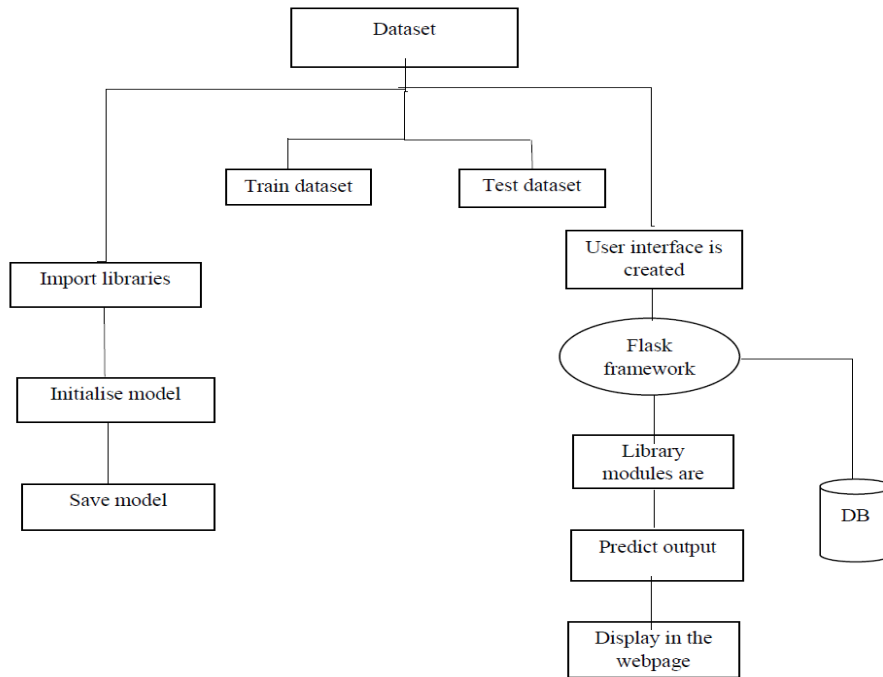 Dataset
Train dataset
Test dataset
User interface is
created
Import libraries
Flask
framework
Initialise model
Library
modules are
Save model
DB
Predict output
Display in the
webpage